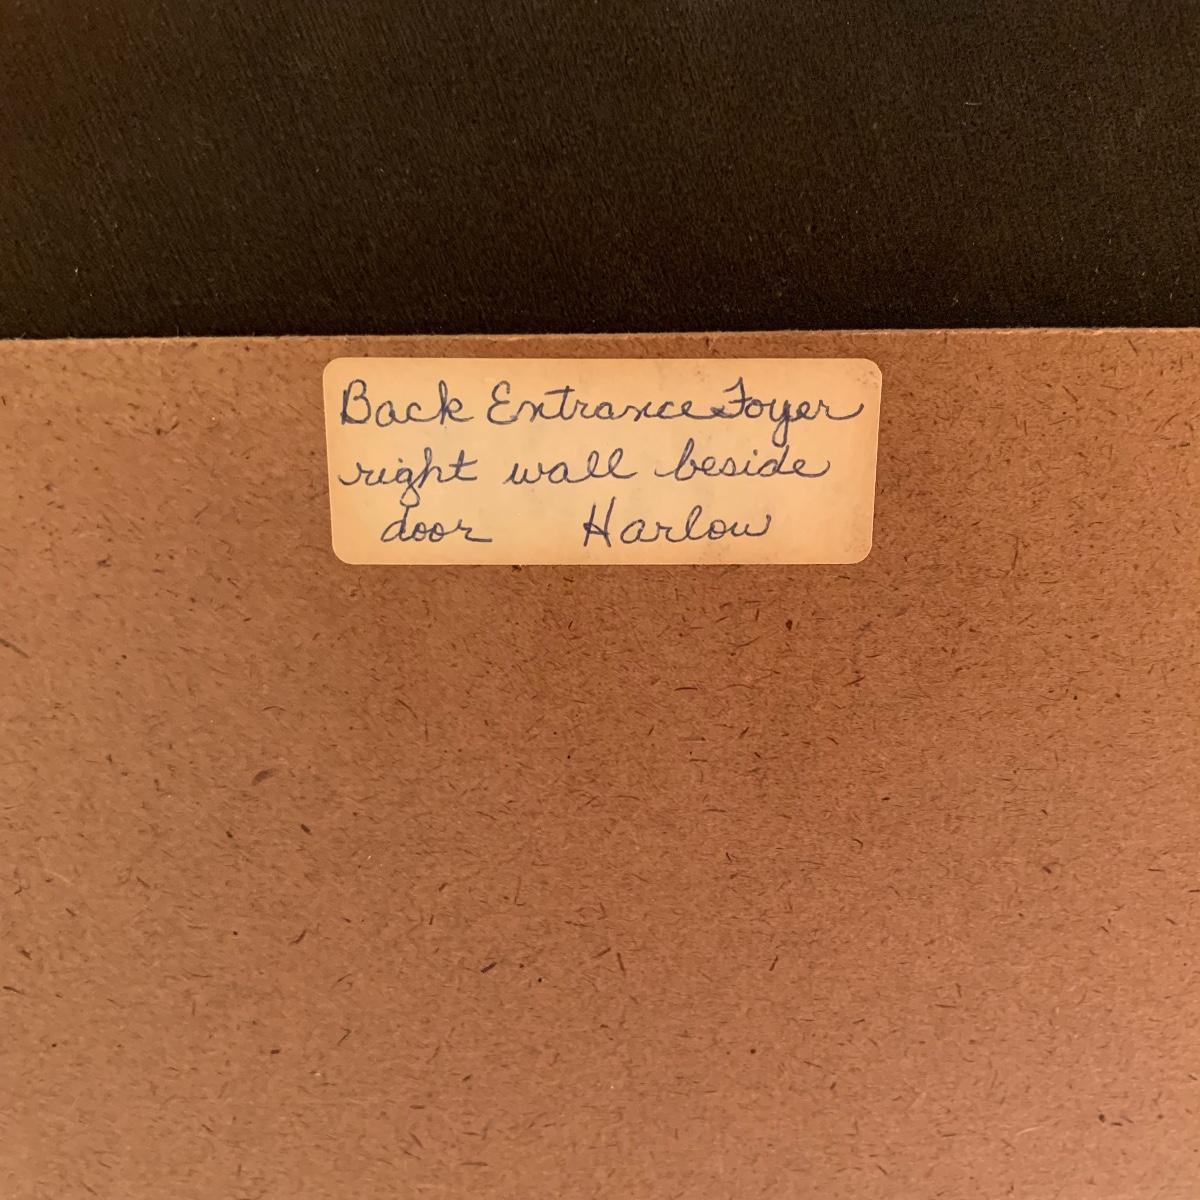 Back Entrance Foyer
right wall beside
door Harlow